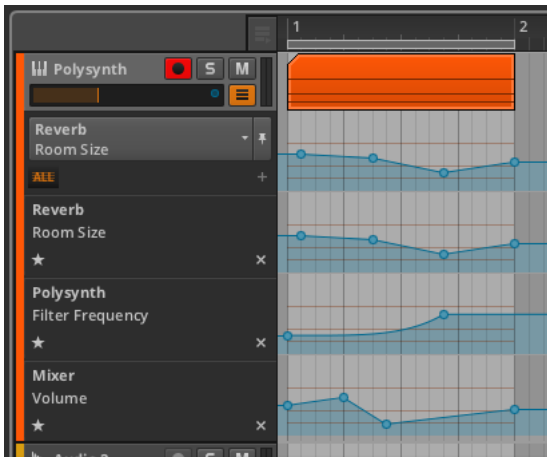 1
2
Polysynth
S
M
Reverb
Room Size
ALL
Reverb
Room Size
Polysynth
Filter Frequency
Mixer
Volume
S
M